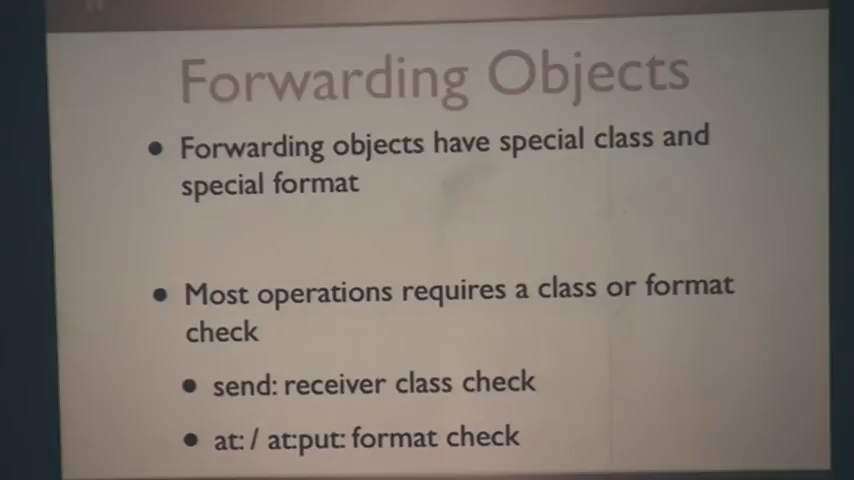 Forwarding Objects
• Forwarding objects have special class and
special format
• Most operations requires a class or format
check
• send: receiver class check
• at: / at:put: format check